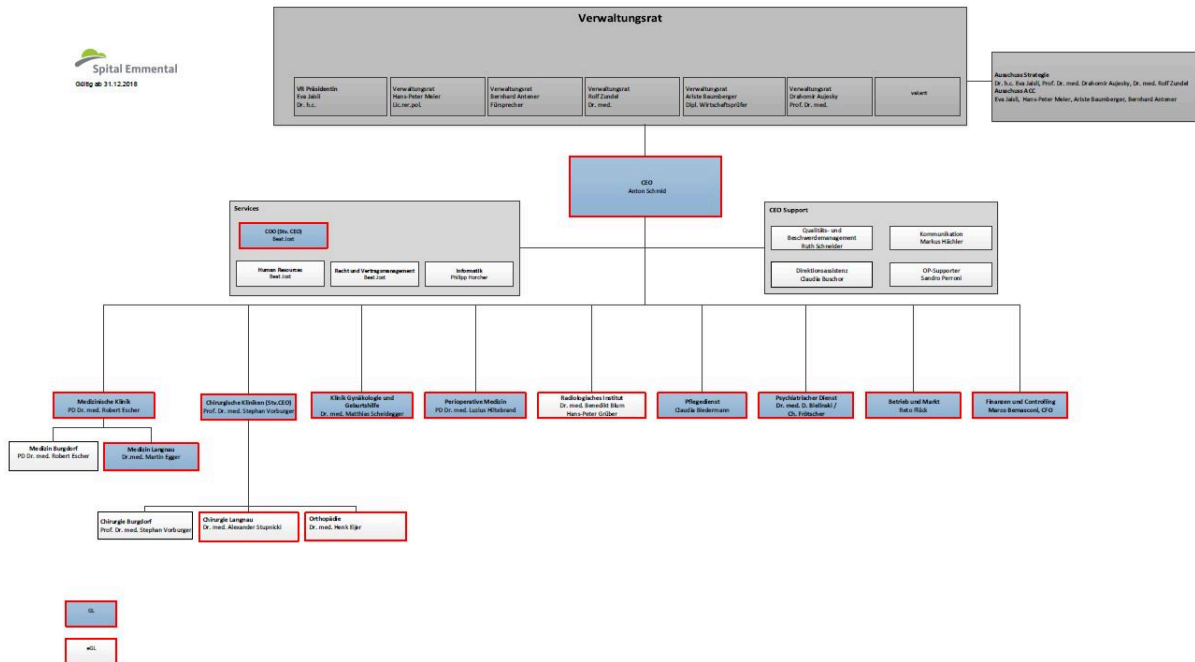 Verwaltungsrat
Spital Emmental
Gültig ab 31.12.2018
VR Präsidentin
Eva Jaisli
Dr. h.c.
Verwaltungsrat
Hans-Peter Meier
Lic.rer.pol.
Verwaltungsrat
Bernhard Antener
Fürsprecher
Verwaltungsrat
Rolf Zundel
Dr. med.
Verwaltungsrat
Ariste Baumberger
Dipl. Wirtschaftsprüfer
Verwaltungsrat
Drahomir Aujesky
Prof. Dr. med.
vakant
Ausschuss Strategie
Dr. h.c. Eva Jaisli, Prof. Dr. med. Drahomir Aujesky, Dr. med. Rolf Zundel
Ausschuss ACC
Eva Jaisli, Hans-Peter Meier, Ariste Baumberger, Bernhard Antener
CEO
Anton Schmid
Services
COO (Stv. CEO)
Beat Jost
Human Resources
Beat Jost
Recht und Vertragsmanagement
Beat Jost
Informatik
Philipp Horcher
CEO Support
Qualitäts- und
Beschwerdemanagement
Ruth Schneider
Kommunikation
Markus Hächler
Direktionsassistenz
Claudia Buschor
OP-Supporter
Sandro Perroni
Medizinische Klinik
PD Dr. med. Robert Escher
Chirurgische Kliniken (Stv.CEO)
Prof. Dr. med. Stephan Vorburger
Klinik Gynäkologie und
Geburtshilfe
Dr. med. Matthias Scheidegger
Perioperative Medizin
PD Dr. med. Luzius Hiltebrand
Radiologisches Institut
Dr. med. Benedikt Blum
Hans-Peter Grüber
Pflegedienst
Claudia Biedermann
Psychiatrischer Dienst
Dr. med. D. Bielinski /
Ch. Frötscher
Betrieb und Markt
Reto Flück
Finanzen und Controlling
Marco Bernasconi, CFO
Medizin Burgdorf
PD Dr. med. Robert Escher
Medizin Langnau
Dr.med. Martin Egger
Chirurgie Burgdorf
Prof. Dr. med. Stephan Vorburger
Chirurgie Langnau
Dr. med. Alexander Stupnicki
Orthopädie
Dr. med. Henk Eijer
GL
eGL